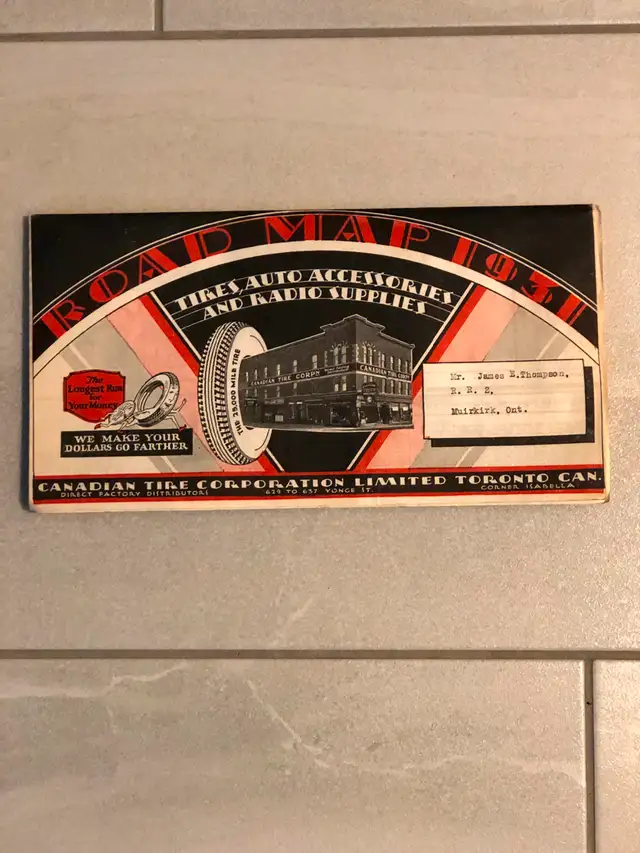 ROAD MAP 1931
TIRES, AUTO ACCESSORIES
AND RADIO SUPPLIES
The
Longest Run
for
Your Money
WE MAKE YOUR
DOLLARS GO FARTHER
THE 25,000 MILE TIRE
CANADIAN TIRE CORP'N
CANADIAN TIRE CORP'N
Mr. James E.Thompson,
R. R. 2,
Muirkirk, Ont.
CANADIAN TIRE CORPORATION LIMITED TORONTO CAN.
DIRECT FACTORY DISTRIBUTORS 629 TO 637 YONGE ST. CORNER ISABELLA